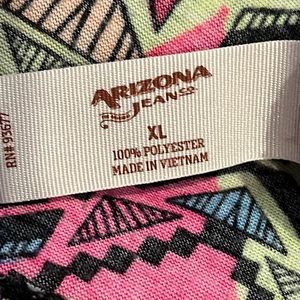 ARIZONA
JEAN CO
XL
100% POLYESTER
MADE IN VIETNAM
RN# 93677